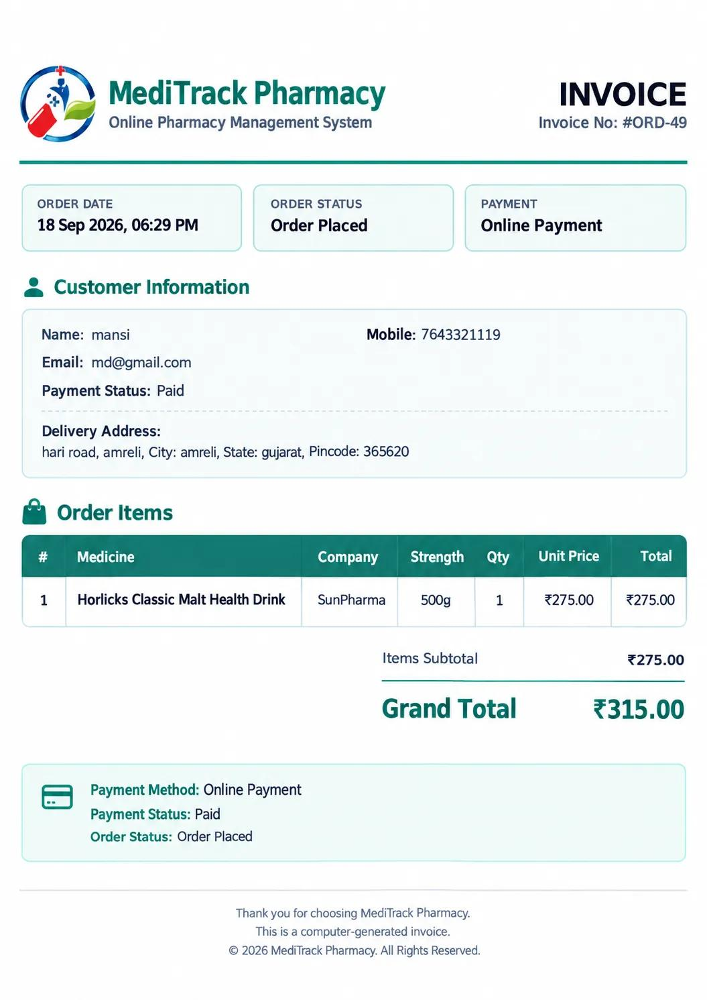 MediTrack Pharmacy
Online Pharmacy Management System
INVOICE
Invoice No: #ORD-49
ORDER DATE
18 Sep 2026, 06:29 PM
ORDER STATUS
Order Placed
PAYMENT
Online Payment
Customer Information
Name: mansi
Mobile: 7643321119
Email: md@gmail.com
Payment Status: Paid
Delivery Address:
hari road, amreli, City: amreli, State: gujarat, Pincode: 365620
Order Items
# Medicine Company Strength Qty Unit Price Total
1 Horlicks Classic Malt Health Drink SunPharma 500g 1 ₹275.00 ₹275.00
Items Subtotal ₹275.00
Grand Total ₹315.00
Payment Method: Online Payment
Payment Status: Paid
Order Status: Order Placed
Thank you for choosing MediTrack Pharmacy.
This is a computer-generated invoice.
© 2026 MediTrack Pharmacy. All Rights Reserved.